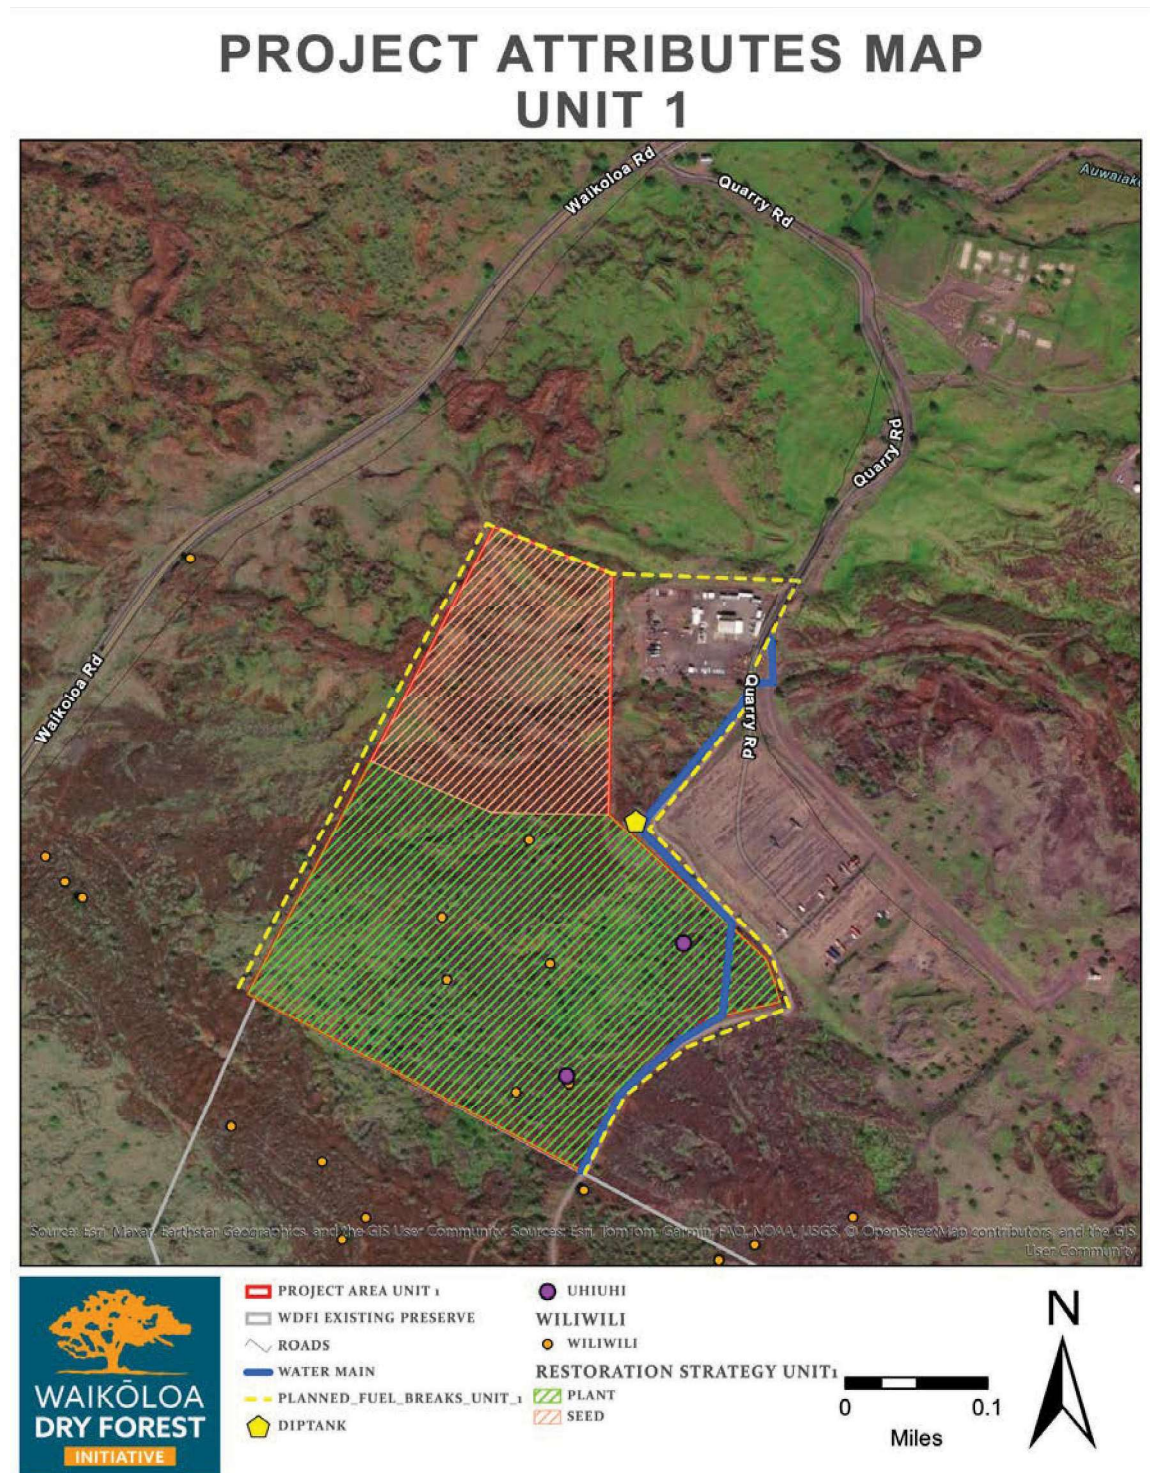 PROJECT ATTRIBUTES MAP
UNIT 1
Waikoloa Rd
Quarry Rd
Quarry Rd
Waikoloa Rd
Quarry Rd
Source: Esri, Maxar, Earthstar Geographics, and the GIS User Community, Sources: Esri, TomTom, Garmin, FAO, NOAA, USGS, © OpenStreetMap contributors, and the GIS
User Community
WAIKŌLOA
DRY FOREST
INITIATIVE
PROJECT AREA UNIT 1
WDFI EXISTING PRESERVE
ROADS
WATER MAIN
PLANNED_FUEL_BREAKS_UNIT_1
DIPTANK
UHIUHI
WILIWILI
WILIWILI
RESTORATION STRATEGY UNIT1
PLANT
SEED
0 0.1
Miles
N